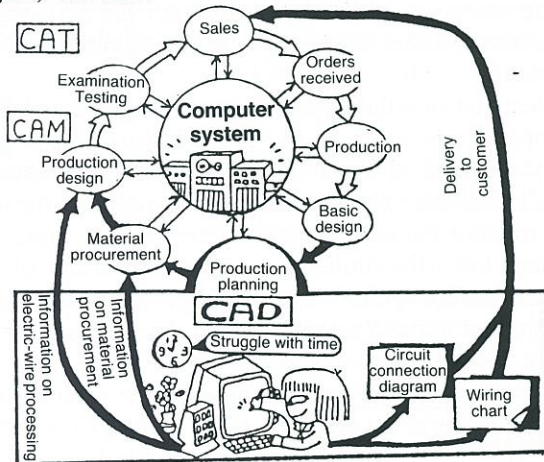 CAT
Sales
Orders
received
Examination
Testing
CAM
Computer
system
Production
Production
design
Basic
design
Material
procurement
Production
planning
Delivery
to
customer
CAD
Struggle with time
Information on
electric-wire processing
Information
on material
procurement
Circuit
connection
diagram
Wiring
chart